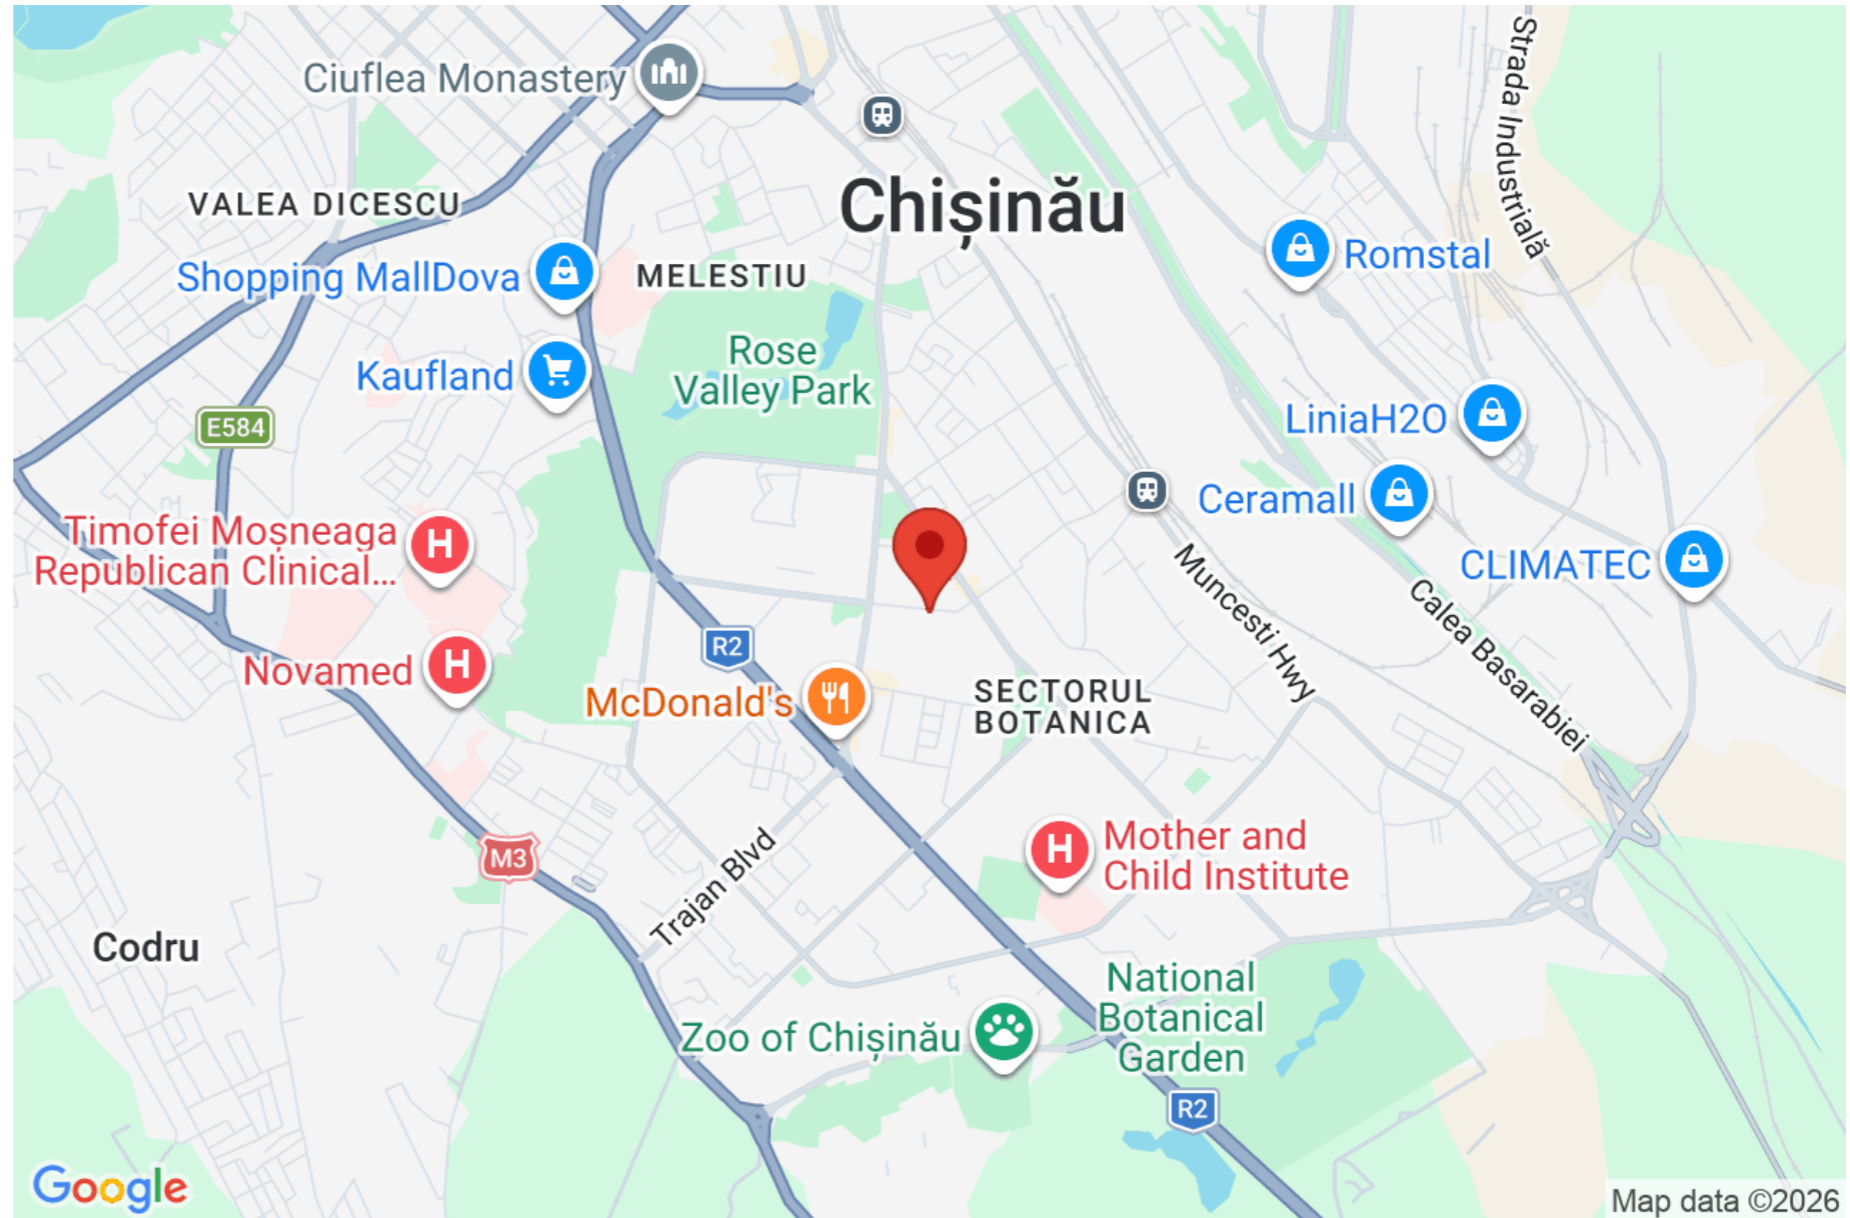 Strada Industrială
Ciuflea Monastery
Chișinău
VALEA DICESCU
Romstal
Shopping MallDova
MELESTIU
Rose
Valley Park
Kaufland
LiniaH2O
E584
Ceramall
Timofei Moșneaga
Republican Clinical...
CLIMATEC
Muncesti Hwy
Calea Basarabiei
R2
Novamed
McDonald's
SECTORUL
BOTANICA
Mother and
Child Institute
M3
Trajan Blvd
Codru
National
Botanical
Garden
Zoo of Chișinău
R2
Google
Map data ©2026